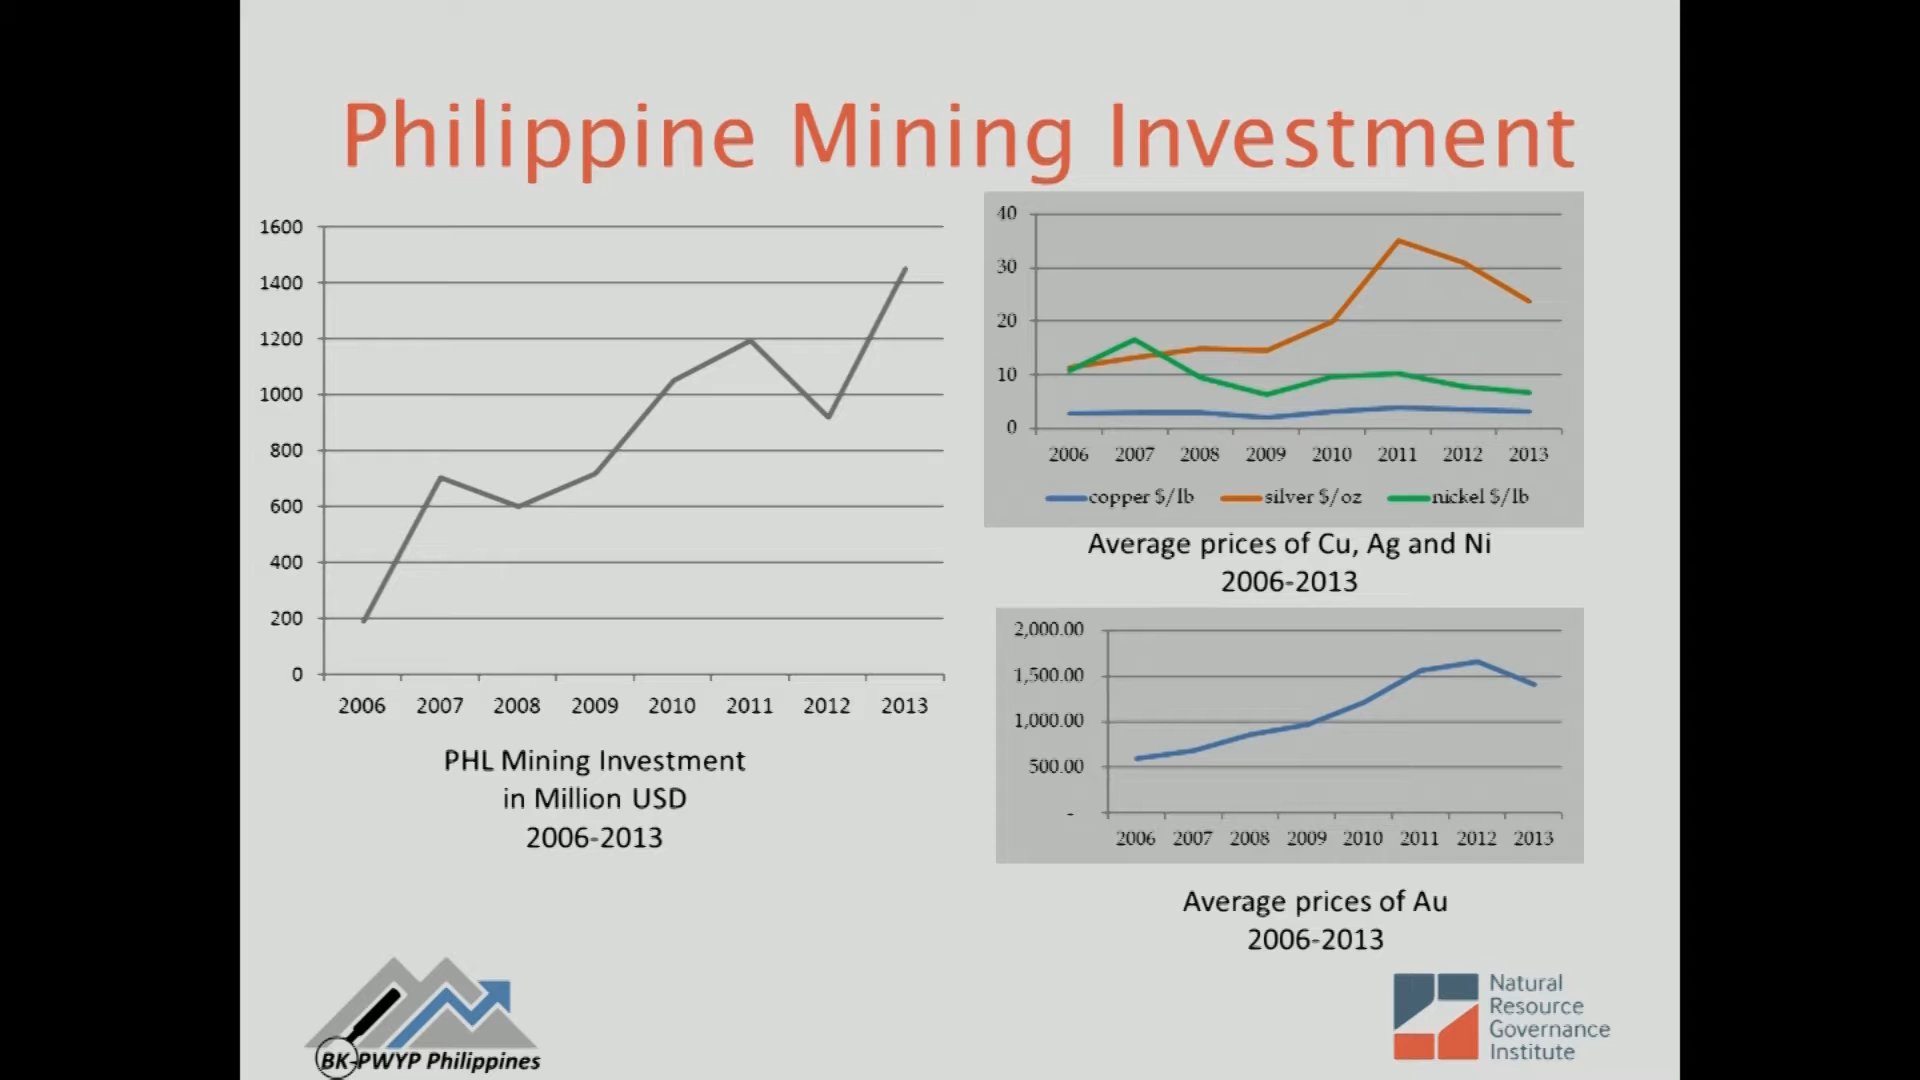 Philippine Mining Investment
1600
1400
1200
1000
800
600
400
200
0
2006 2007 2008 2009 2010 2011 2012 2013
PHL Mining Investment
in Million USD
2006-2013
40
30
20
10
0
2006 2007 2008 2009 2010 2011 2012 2013
copper $/lb silver $/oz nickel $/lb
Average prices of Cu, Ag and Ni
2006-2013
2,000.00
1,500.00
1,000.00
500.00
-
2006 2007 2008 2009 2010 2011 2012 2013
Average prices of Au
2006-2013
BK-PWYP Philippines
Natural
Resource
Governance
Institute